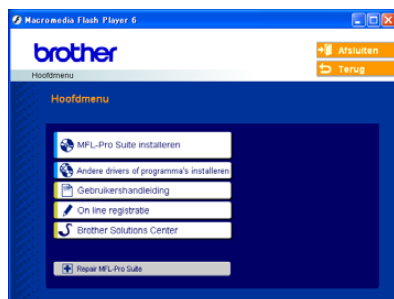 Macromedia Flash Player 6
brother
Afsluiten
Terug
Hoofdmenu
Hoofdmenu
MFL-Pro Suite installeren
Andere drivers of programma's installeren
Gebruikershandleiding
On line registratie
Brother Solutions Center
Repair MFL-Pro Suite